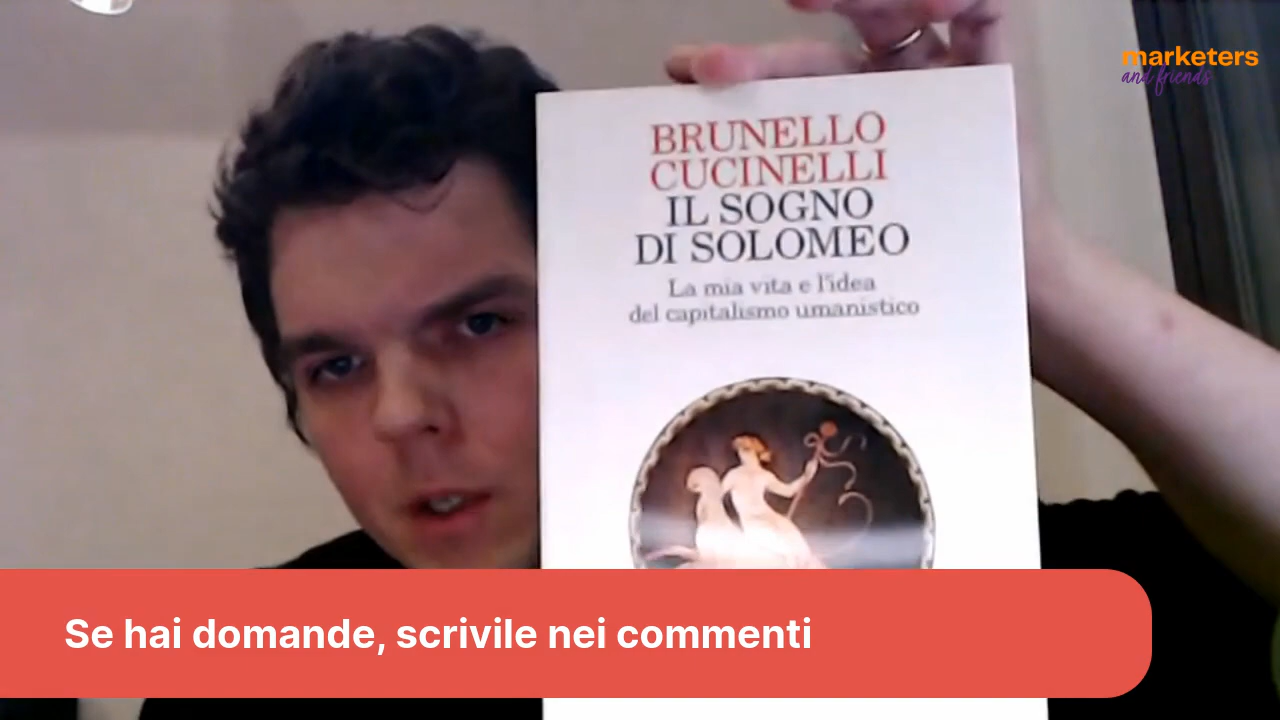 marketers
and friends
BRUNELLO
CUCINELLI
IL SOGNO
DI SOLOMEO
La mia vita e l'idea
del capitalismo umanistico
Se hai domande, scrivile nei commenti